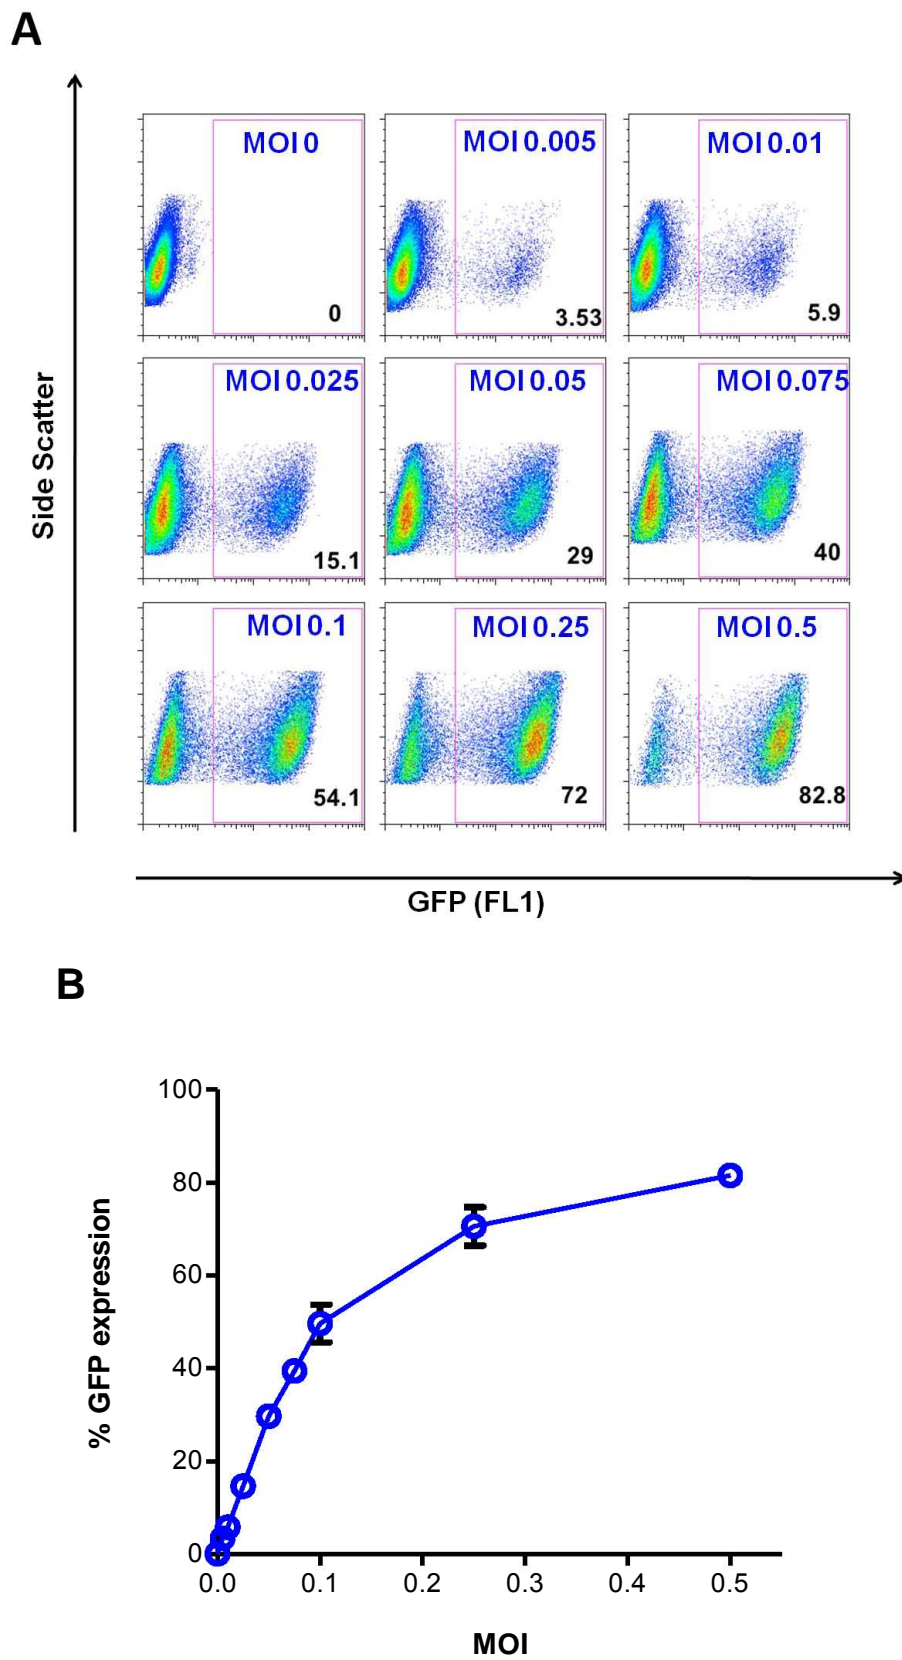 A
MOI 0
MOI 0.005
MOI 0.01
0
3.53
5.9
MOI 0.025
MOI 0.05
MOI 0.075
15.1
29
40
MOI 0.1
MOI 0.25
MOI 0.5
54.1
72
82.8
Side Scatter
GFP (FL1)
B
100
80
60
40
20
0
% GFP expression
0.0 0.1 0.2 0.3 0.4 0.5
MOI